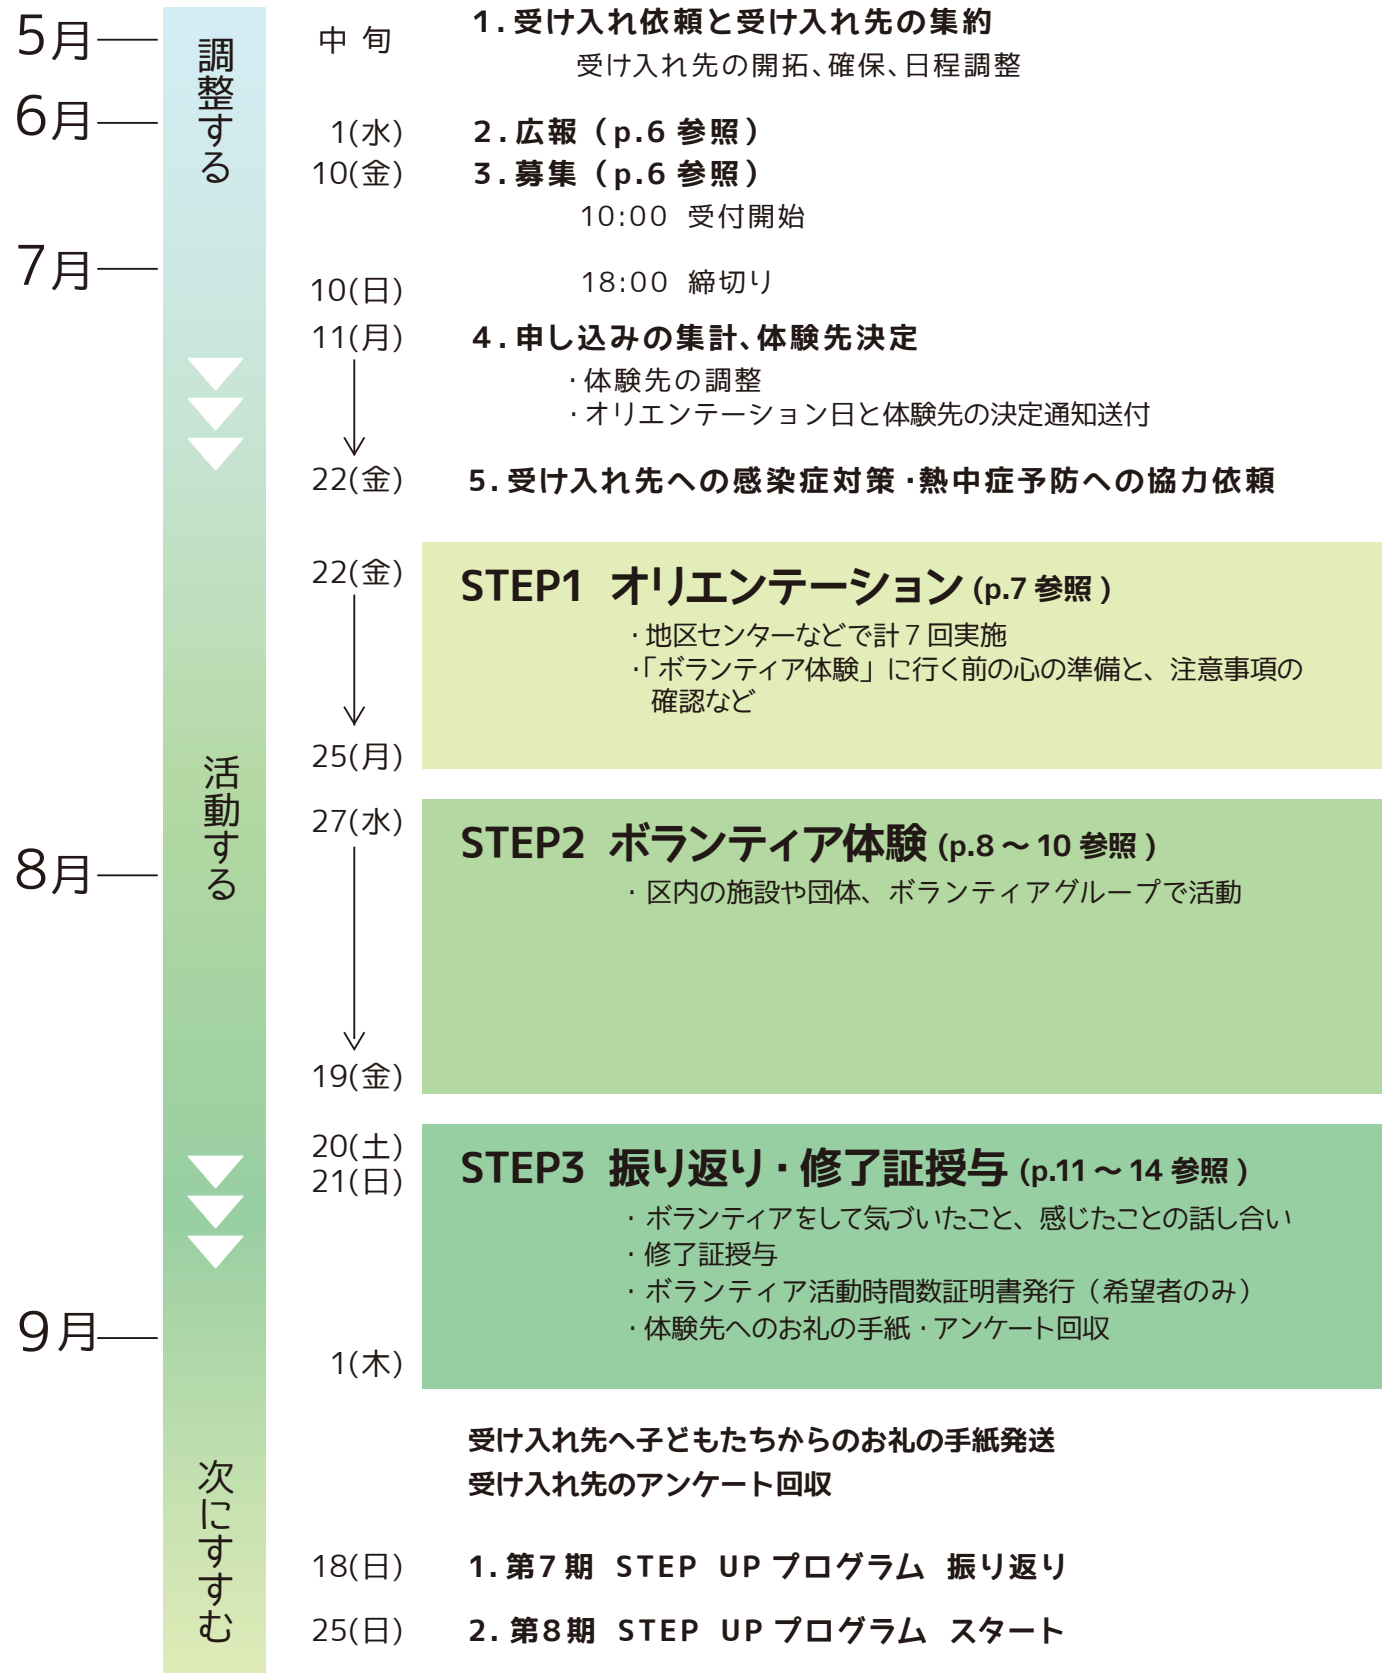 5月
調整する
中旬
1.受け入れ依頼と受け入れ先の集約
受け入れ先の開拓、確保、日程調整
6月
1(水)
2.広報(p.6 参照)
10(金)
3.募集(p.6 参照)
10:00 受付開始
7月
10(日)
18:00 締切り
11(月)
4.申し込みの集計、体験先決定
・体験先の調整
・オリエンテーション日と体験先の決定通知送付
22(金)
5.受け入れ先への感染症対策・熱中症予防への協力依頼
活動する
22(金)
STEP1 オリエンテーション (p.7 参照)
・地区センターなどで計7回実施
・「ボランティア体験」に行く前の心の準備と、注意事項の
確認など
25(月)
27(水)
STEP2 ボランティア体験 (p.8～10 参照)
・区内の施設や団体、ボランティアグループで活動
8月
19(金)
20(土)
21(日)
STEP3 振り返り・修了証授与 (p.11～14 参照)
・ボランティアをして気づいたこと、感じたことの話し合い
・修了証授与
・ボランティア活動時間数証明書発行(希望者のみ)
・体験先へのお礼の手紙・アンケート回収
9月
1(木)
次にすすむ
受け入れ先へ子どもたちからのお礼の手紙発送
受け入れ先のアンケート回収
18(日)
1.第7期 STEP UP プログラム 振り返り
25(日)
2.第8期 STEP UP プログラム スタート